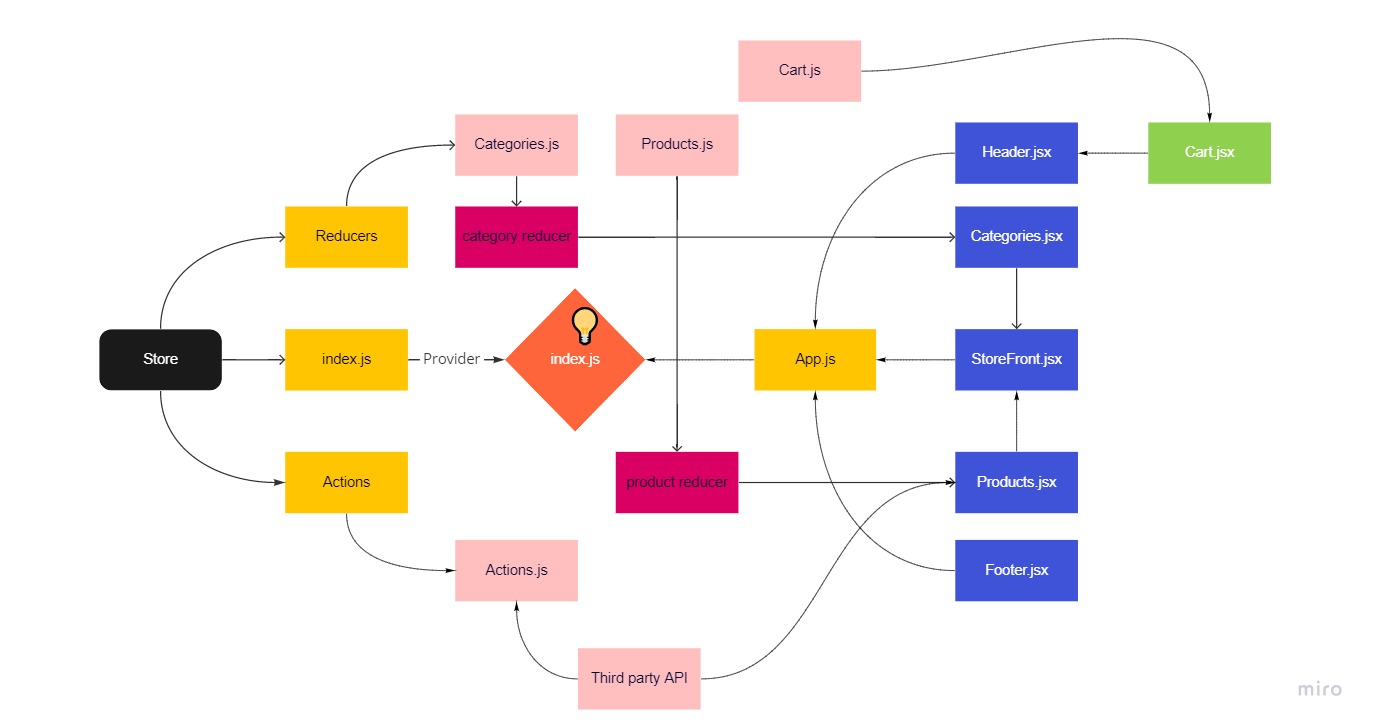 Cart.js
Categories.js
Products.js
Header.jsx
Cart.jsx
Reducers
category reducer
Categories.jsx
Store
index.js
Provider
index.js
App.js
StoreFront.jsx
Actions
product reducer
Products.jsx
Actions.js
Footer.jsx
Third party API
miro